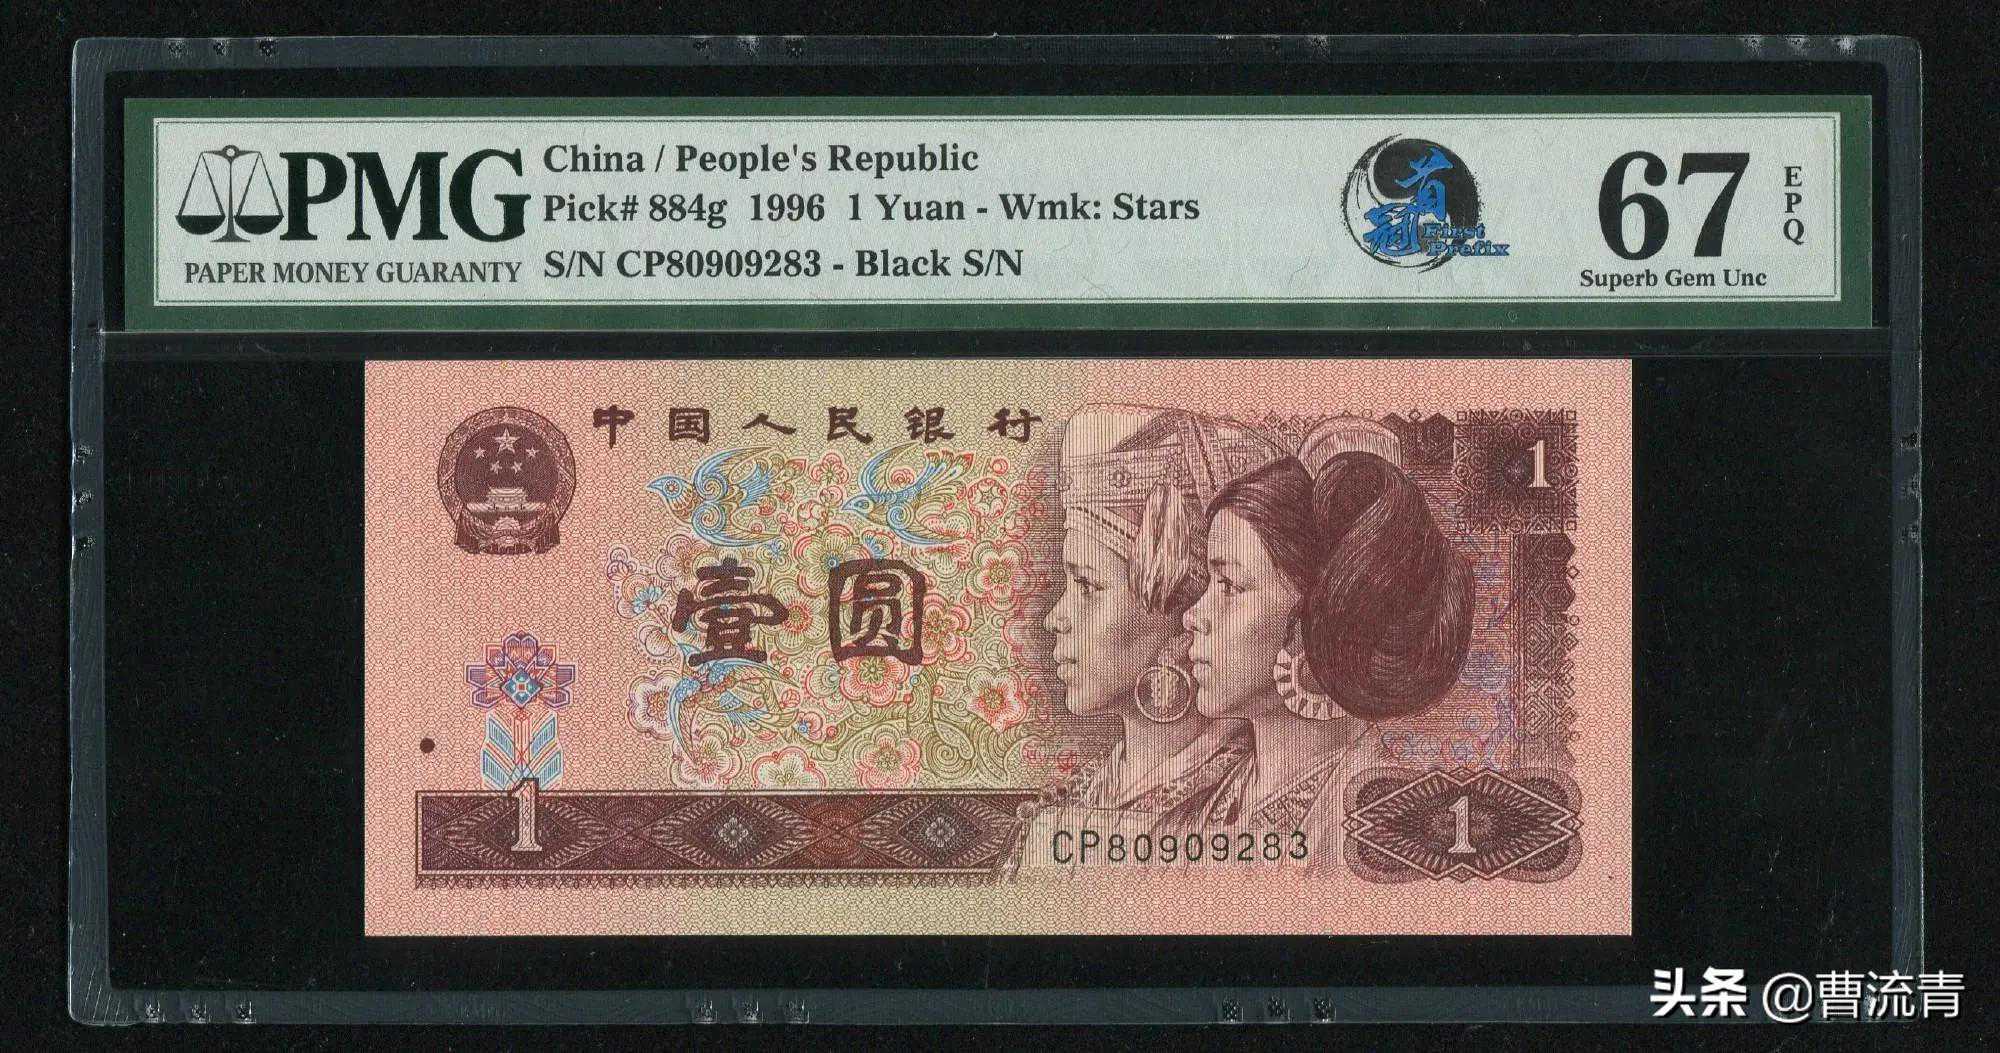 PMG
PAPER MONEY GUARANTY
China / People's Republic
Pick# 884g 1996 1 Yuan - Wmk: Stars
S/N CP80909283 - Black S/N
首冠
First
Prefix
67
EPQ
Superb Gem Unc
中国人民银行
1
壹圆
1
CP80909283
1
头条 @曹流青